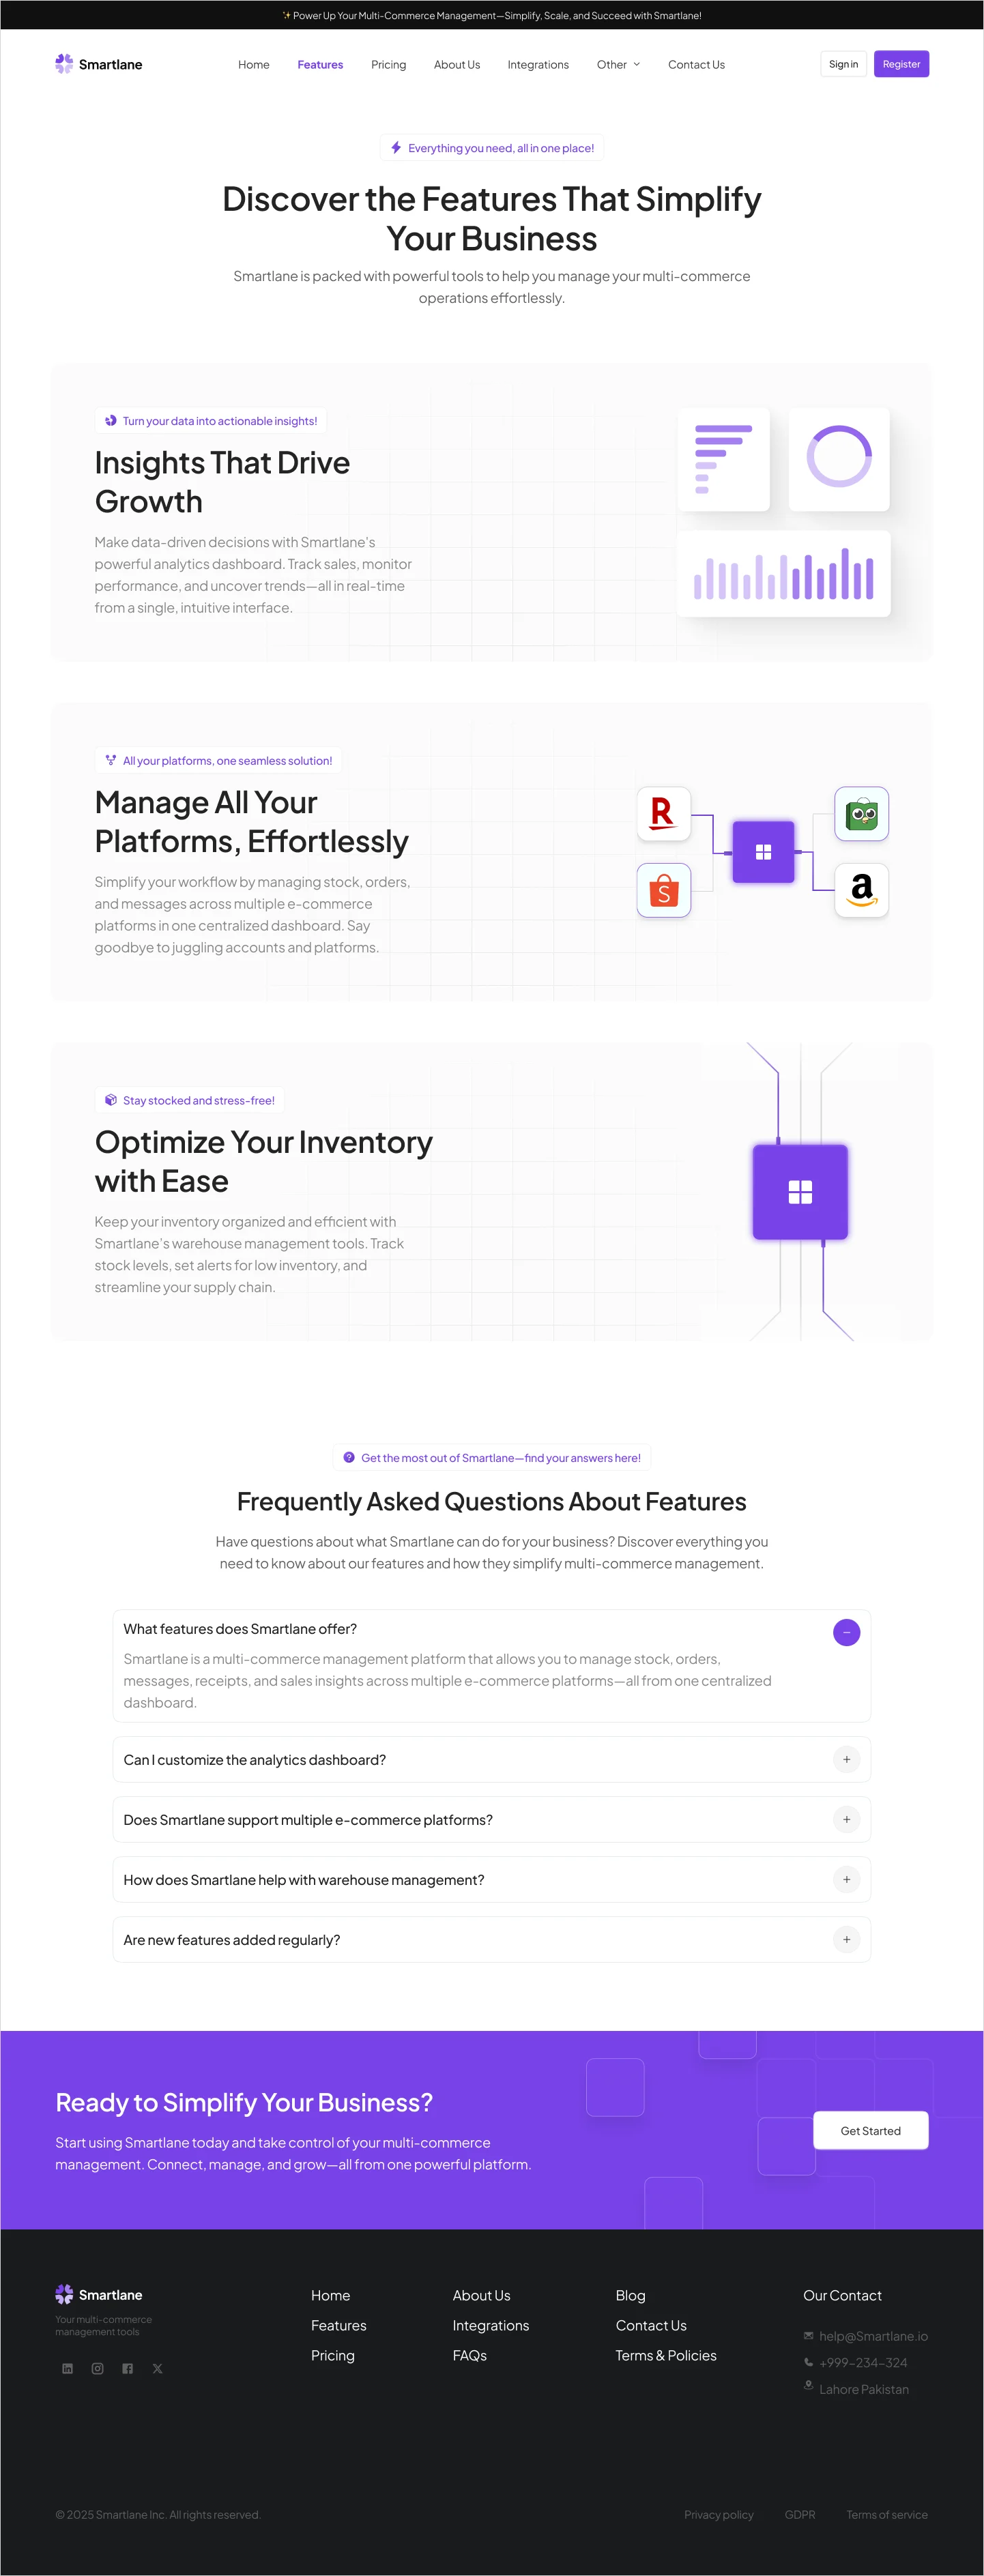 ✨ Power Up Your Multi-Commerce Management—Simplify, Scale, and Succeed with Smartlane!
Smartlane
Home
Features
Pricing
About Us
Integrations
Other
Contact Us
Sign in
Register
Everything you need, all in one place!
Discover the Features That Simplify
Your Business
Smartlane is packed with powerful tools to help you manage your multi-commerce
operations effortlessly.
Turn your data into actionable insights!
Insights That Drive
Growth
Make data-driven decisions with Smartlane's
powerful analytics dashboard. Track sales, monitor
performance, and uncover trends—all in real-time
from a single, intuitive interface.
All your platforms, one seamless solution!
Manage All Your
Platforms, Effortlessly
Simplify your workflow by managing stock, orders,
and messages across multiple e-commerce
platforms in one centralized dashboard. Say
goodbye to juggling accounts and platforms.
R
S
a
Stay stocked and stress-free!
Optimize Your Inventory
with Ease
Keep your inventory organized and efficient with
Smartlane's warehouse management tools. Track
stock levels, set alerts for low inventory, and
streamline your supply chain.
Get the most out of Smartlane—find your answers here!
Frequently Asked Questions About Features
Have questions about what Smartlane can do for your business? Discover everything you
need to know about our features and how they simplify multi-commerce management.
What features does Smartlane offer?
Smartlane is a multi-commerce management platform that allows you to manage stock, orders,
messages, receipts, and sales insights across multiple e-commerce platforms—all from one centralized
dashboard.
Can I customize the analytics dashboard?
Does Smartlane support multiple e-commerce platforms?
How does Smartlane help with warehouse management?
Are new features added regularly?
Ready to Simplify Your Business?
Start using Smartlane today and take control of your multi-commerce
management. Connect, manage, and grow—all from one powerful platform.
Get Started
Smartlane
Your multi-commerce
management tools
Home
Features
Pricing
About Us
Integrations
FAQs
Blog
Contact Us
Terms & Policies
Our Contact
help@Smartlane.io
+999-234-324
Lahore Pakistan
© 2025 Smartlane Inc. All rights reserved.
Privacy policy
GDPR
Terms of service